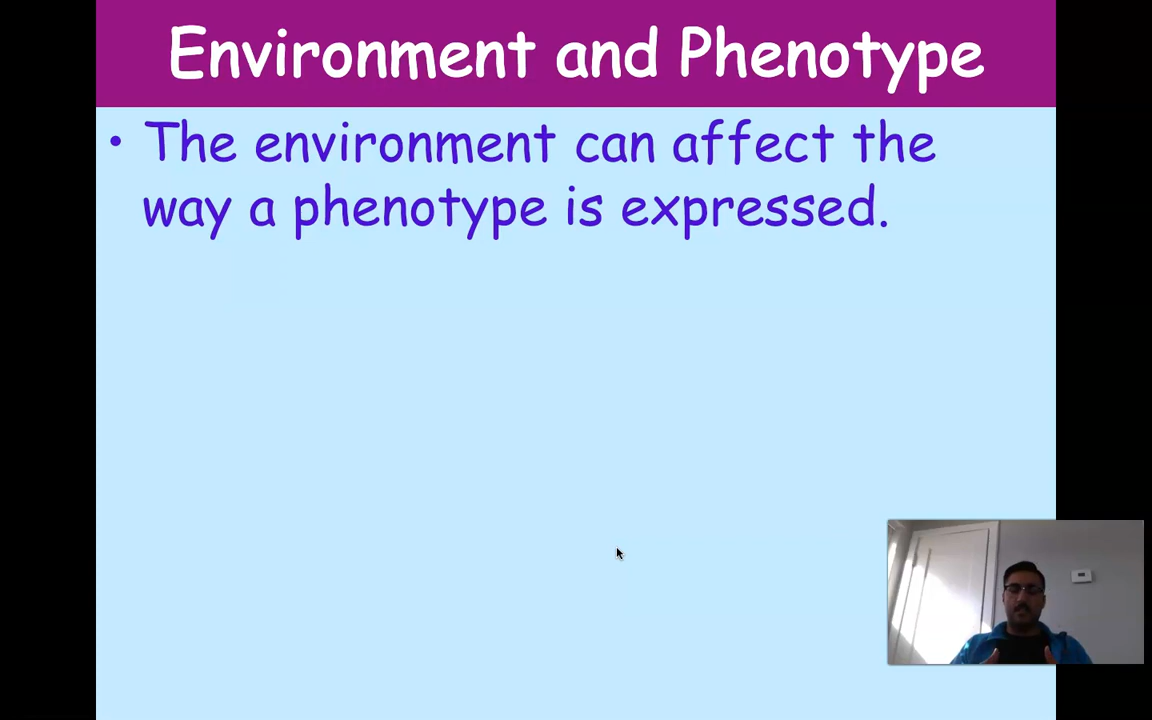 Environment and Phenotype
• The environment can affect the
way a phenotype is expressed.